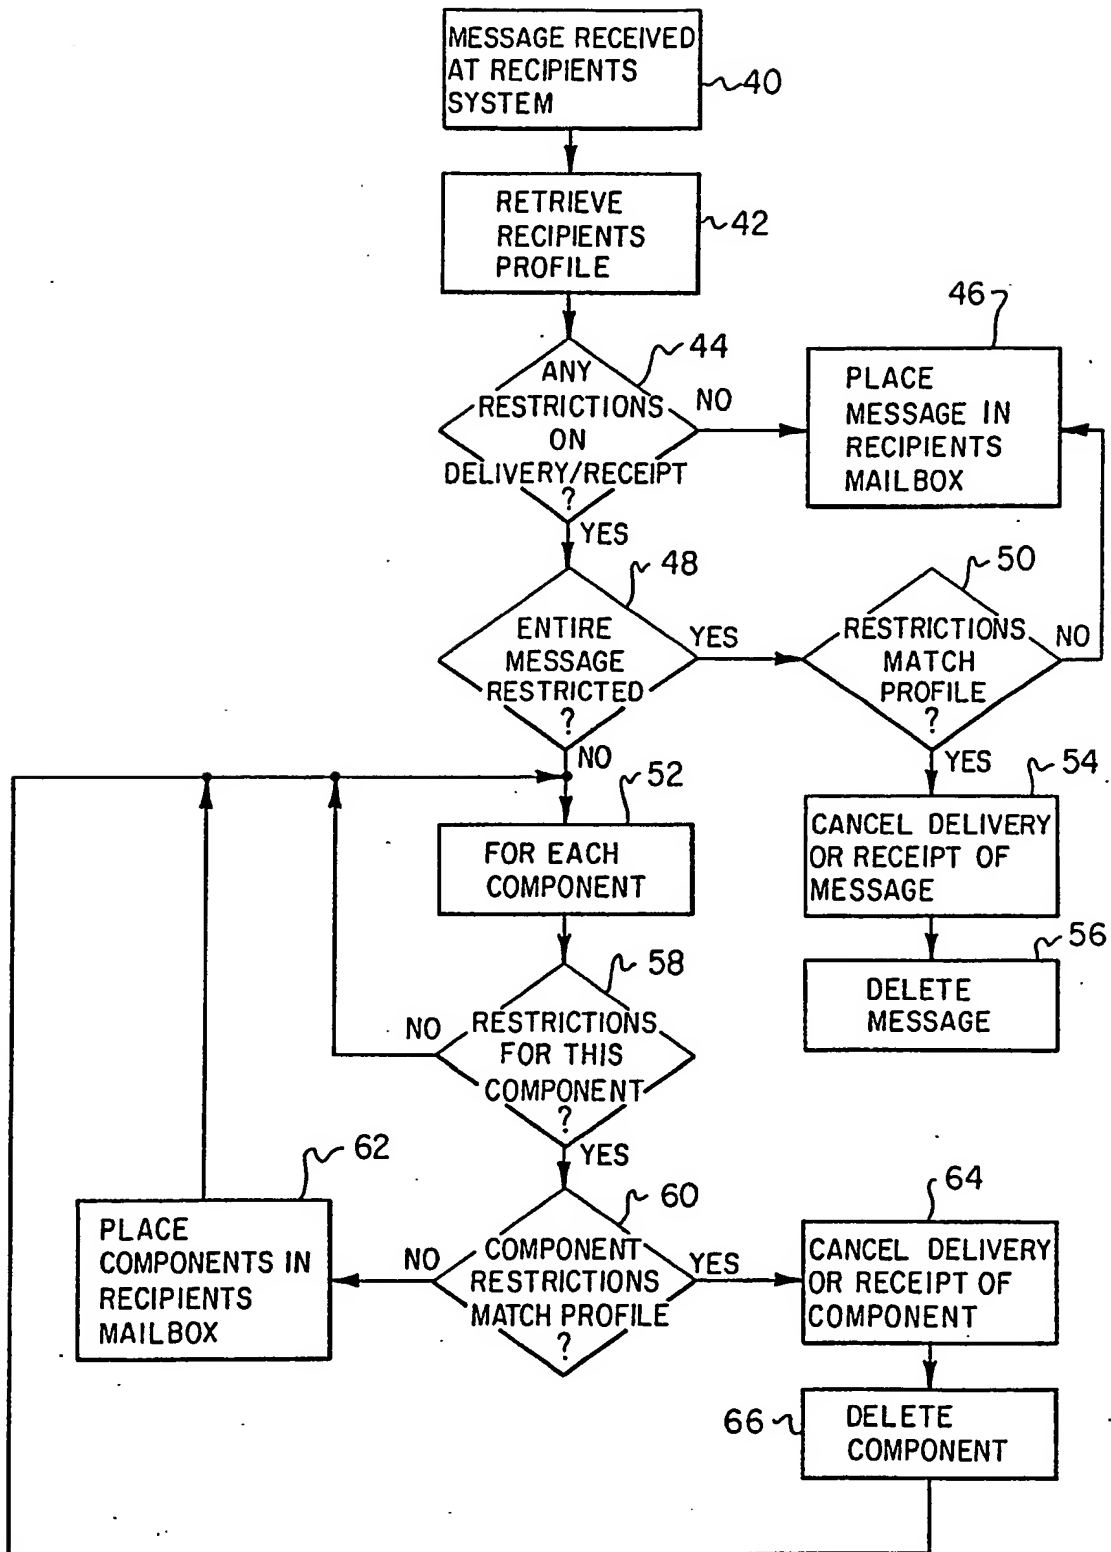 MESSAGE RECEIVED
AT RECIPIENTS
SYSTEM
40
RETRIEVE
RECIPIENTS
PROFILE
42
44
ANY
RESTRICTIONS
ON
DELIVERY/RECEIPT
?
NO
YES
46
PLACE
MESSAGE IN
RECIPIENTS
MAILBOX
48
ENTIRE
MESSAGE
RESTRICTED
?
YES
NO
50
RESTRICTIONS
MATCH
PROFILE
?
NO
YES
52
FOR EACH
COMPONENT
54
CANCEL DELIVERY
OR RECEIPT OF
MESSAGE
56
DELETE
MESSAGE
58
RESTRICTIONS
FOR THIS
COMPONENT
?
NO
YES
60
COMPONENT
RESTRICTIONS
MATCH PROFILE
?
NO
YES
62
PLACE
COMPONENTS IN
RECIPIENTS
MAILBOX
64
CANCEL DELIVERY
OR RECEIPT OF
COMPONENT
66
DELETE
COMPONENT